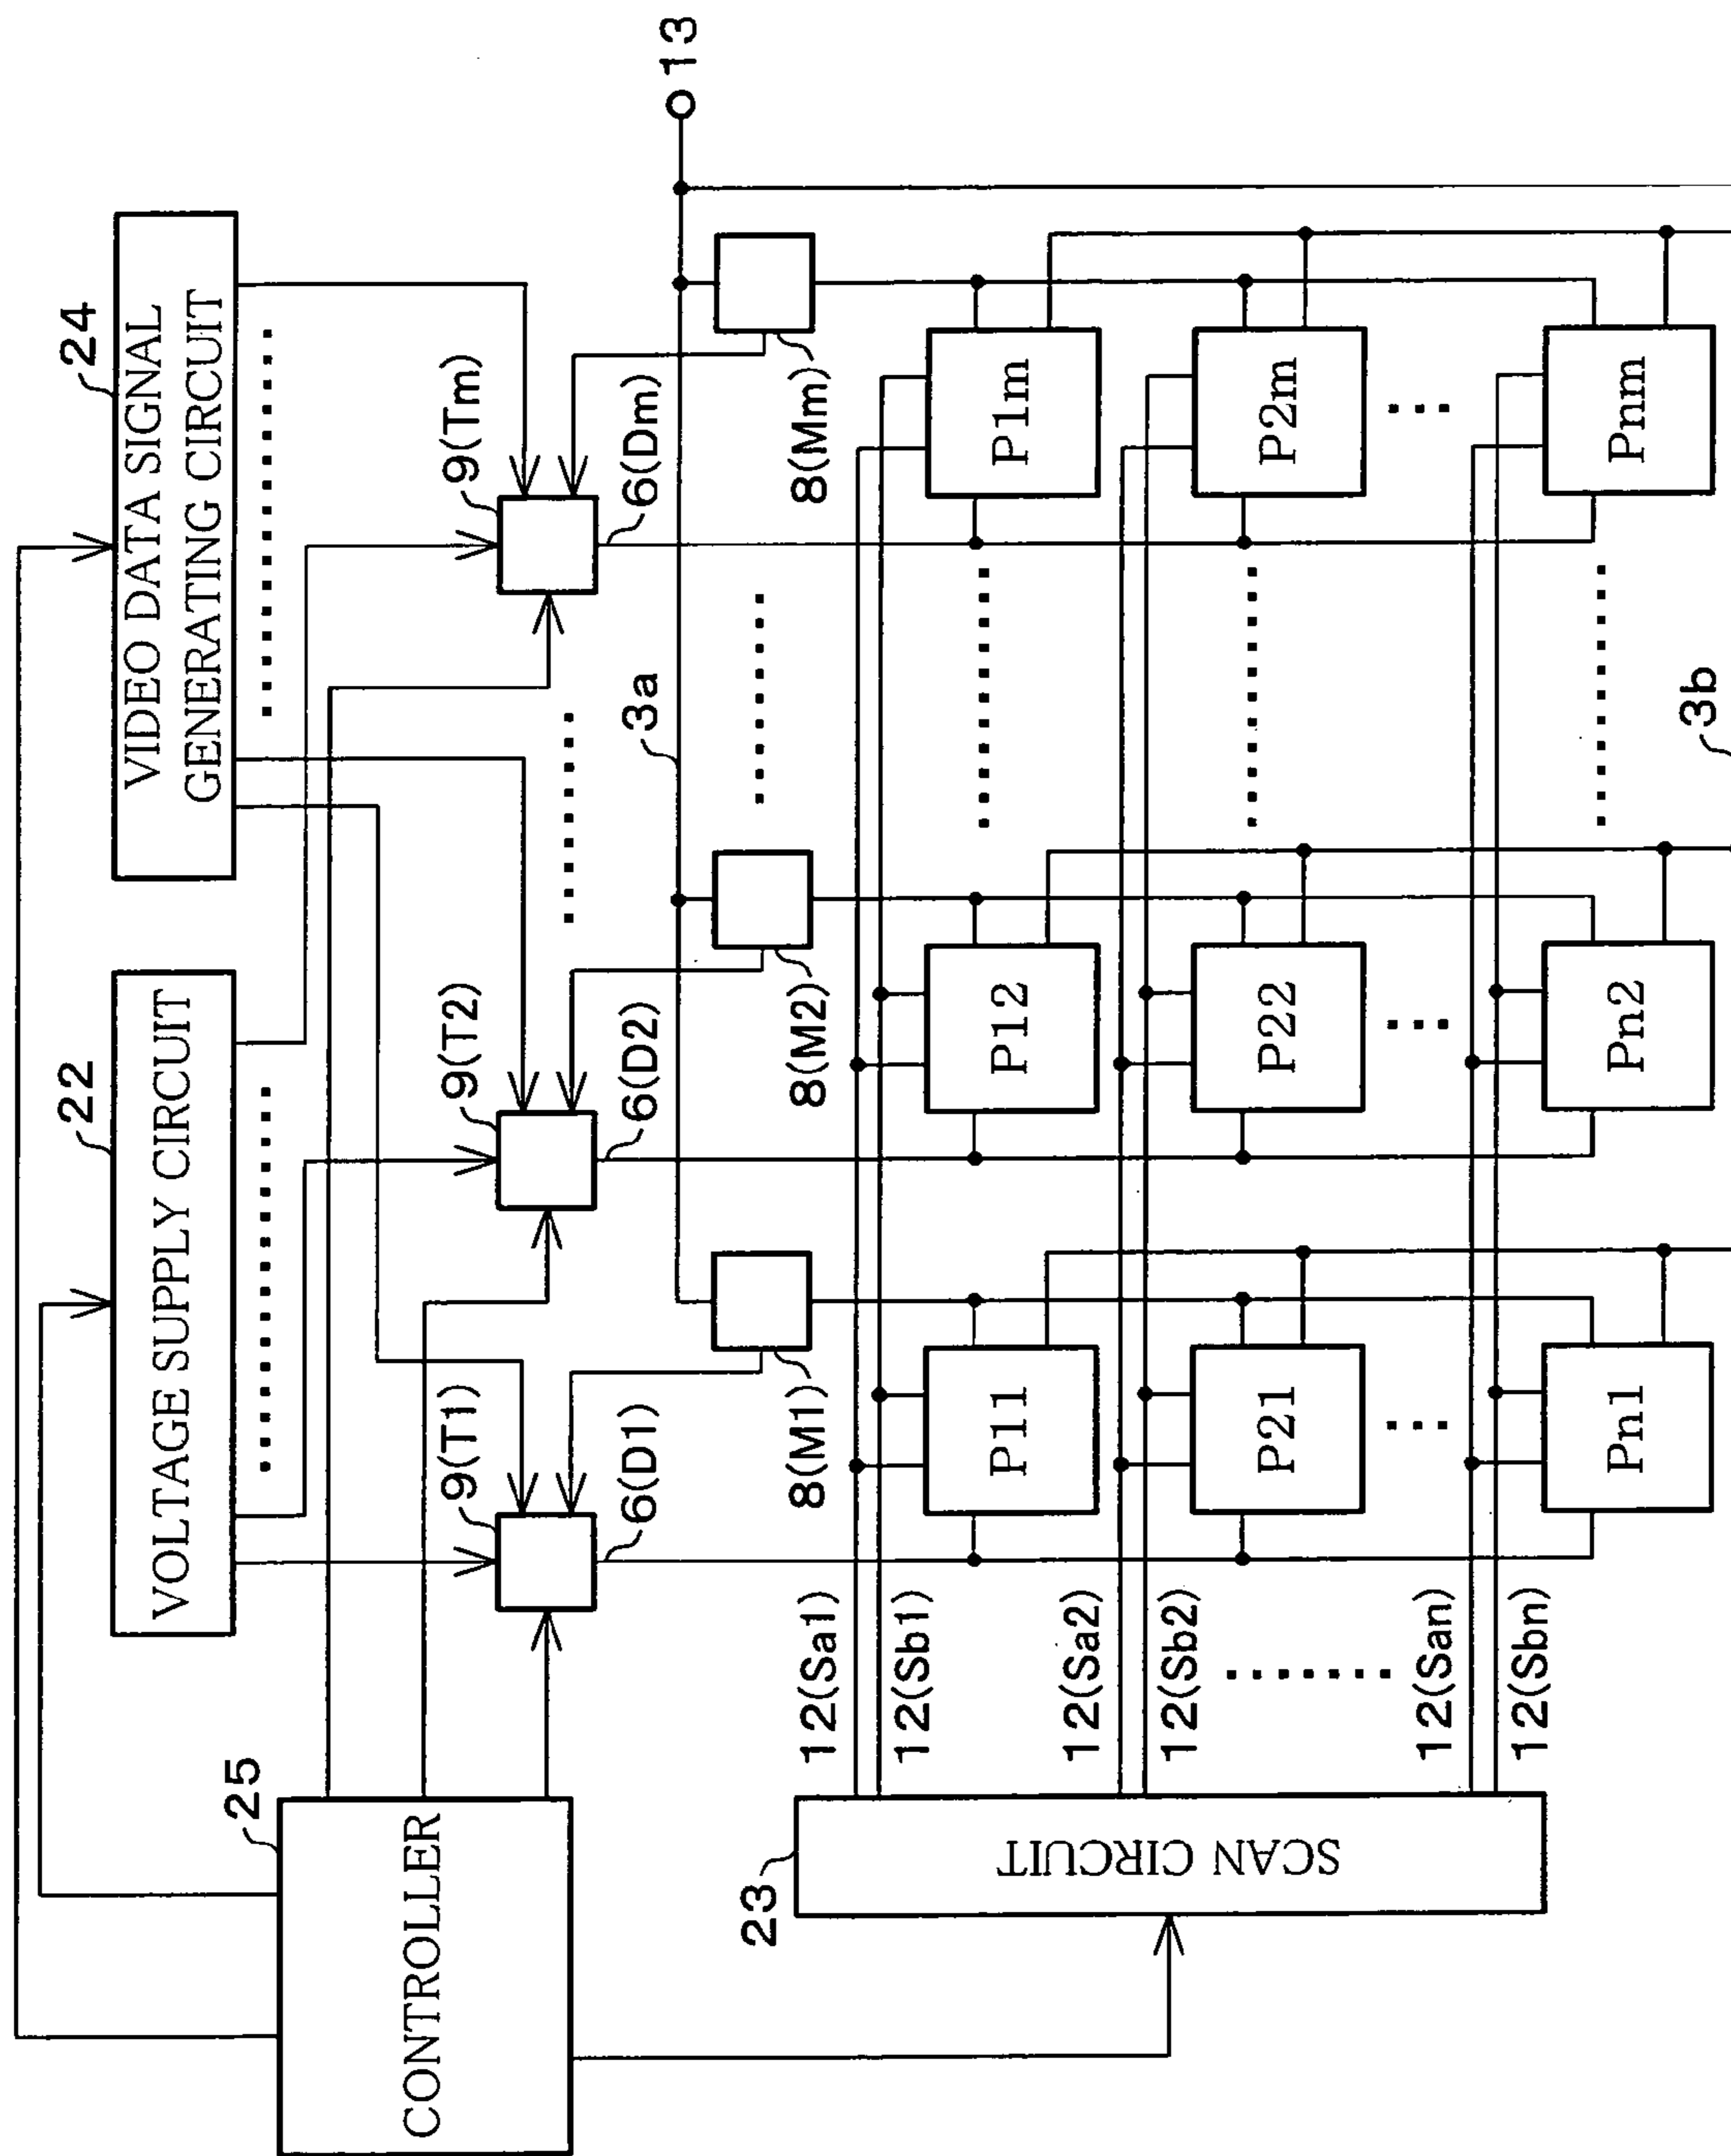 VIDEO DATA SIGNAL
GENERATING CIRCUIT
24
VOLTAGE SUPPLY CIRCUIT
22
CONTROLLER
25
SCAN CIRCUIT
23
9(T1)
9(T2)
9(Tm)
6(D1)
6(D2)
6(Dm)
3a
13
8(M1)
8(M2)
8(Mm)
12(Sa1)
12(Sb1)
P11
P12
P1m
12(Sa2)
12(Sb2)
P21
P22
P2m
12(San)
12(Sbn)
Pn1
Pn2
Pnm
3b